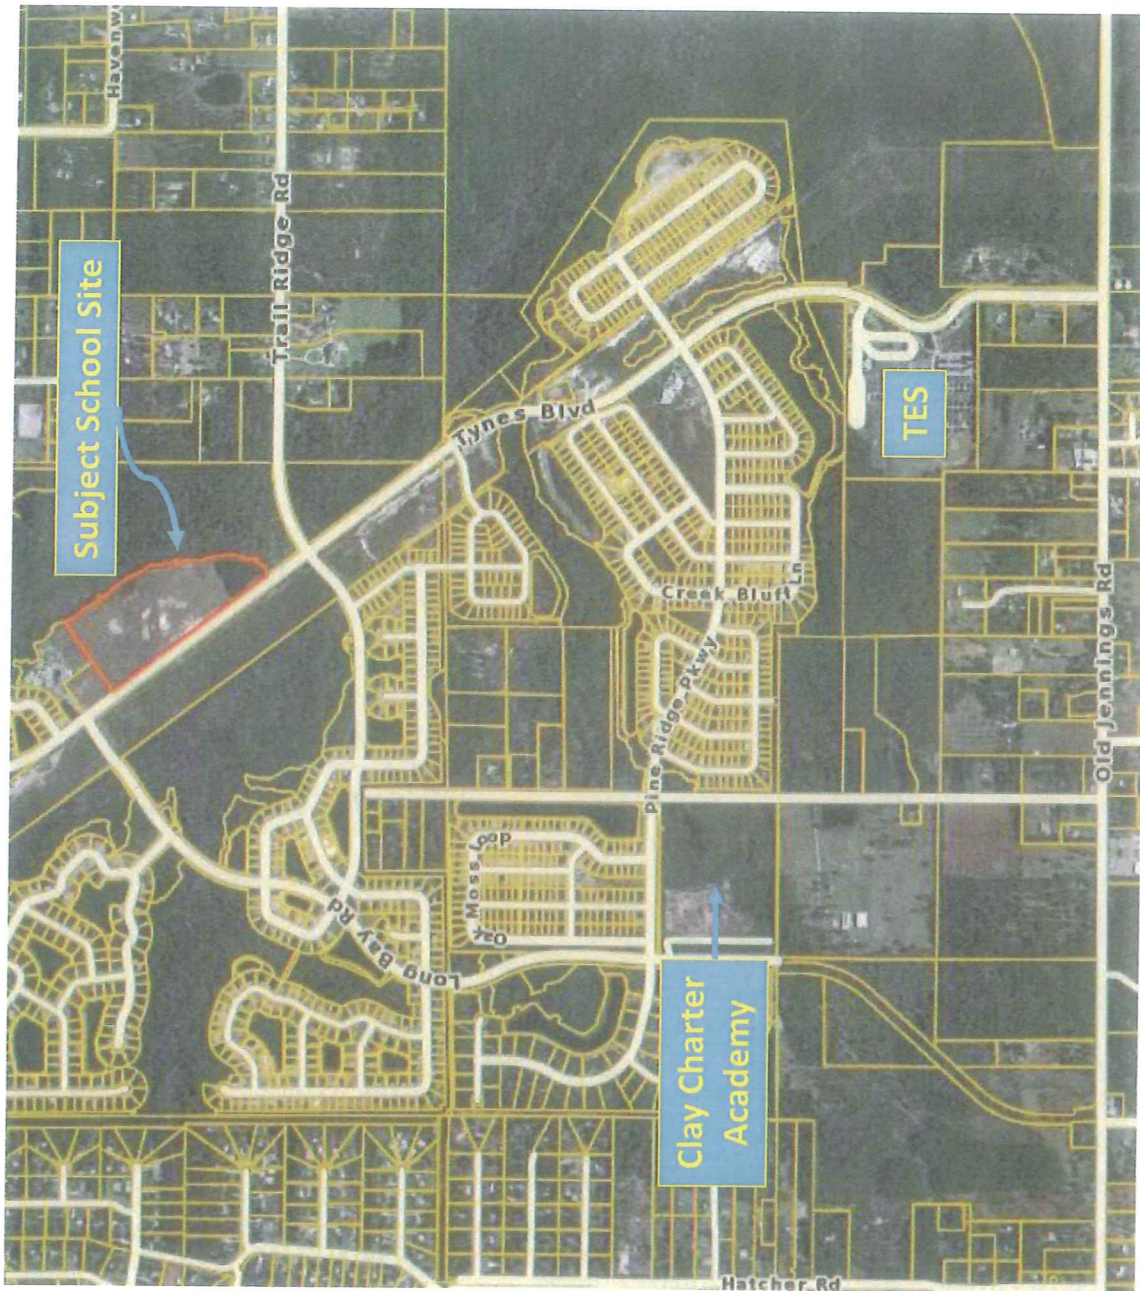 Havenw
Trail Ridge Rd
Subject School Site
Tynes Blvd
TES
Creek Bluff Ln
Pine Ridge Pkwy
Old Jennings Rd
Oak Moss Loop
Long Bay Rd
Clay Charter
Academy
Hatcher Rd